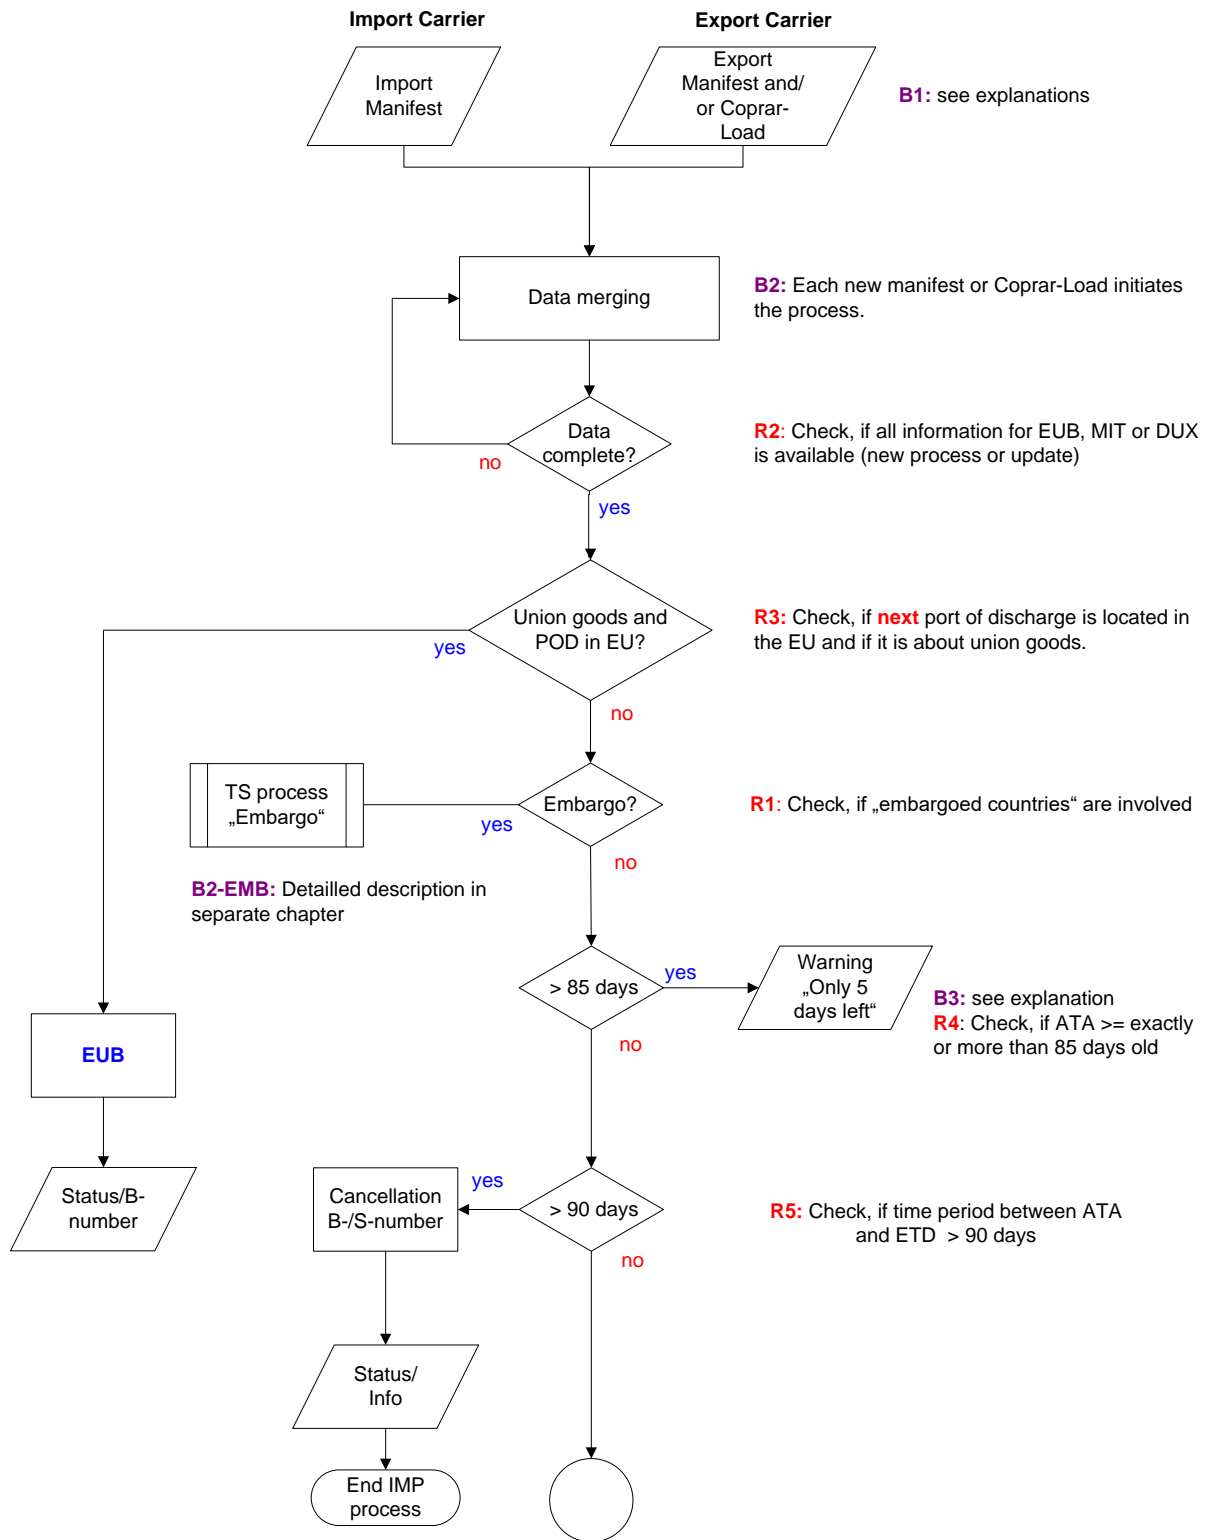 Import Carrier
Export Carrier
Import
Manifest
Export
Manifest and/
or Coprar-
Load
B1: see explanations
Data merging
B2: Each new manifest or Coprar-Load initiates
the process.
Data
complete?
no
yes
R2: Check, if all information for EUB, MIT or DUX
is available (new process or update)
Union goods and
POD in EU?
yes
no
R3: Check, if next port of discharge is located in
the EU and if it is about union goods.
TS process
„Embargo“
Embargo?
yes
no
R1: Check, if „embargoed countries“ are involved
B2-EMB: Detailled description in
separate chapter
> 85 days
yes
no
Warning
„Only 5
days left“
B3: see explanation
R4: Check, if ATA >= exactly
or more than 85 days old
EUB
Status/B-
number
Cancellation
B-/S-number
yes
> 90 days
no
R5: Check, if time period between ATA
and ETD > 90 days
Status/
Info
End IMP
process